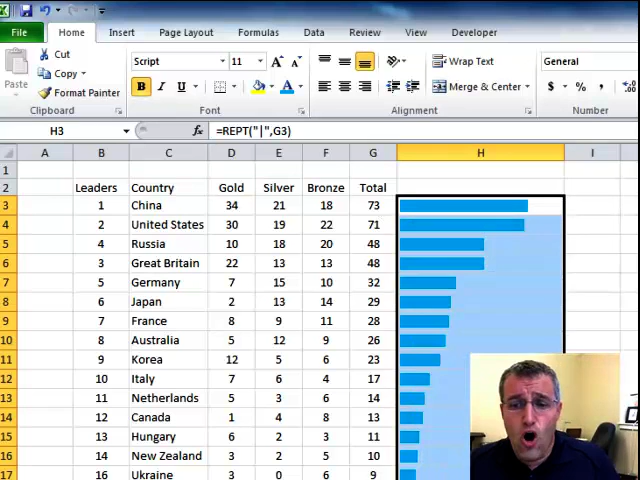 File Home Insert Page Layout Formulas Data Review View Developer
Cut Script 11 A A Wrap Text General
Copy
Paste Format Painter B I U A Merge & Center $ % , .00
Clipboard Font Alignment Number
H3 fx =REPT("|",G3)
A B C D E F G H I
1
2 Leaders Country Gold Silver Bronze Total
3 1 China 34 21 18 73
4 2 United States 30 19 22 71
5 4 Russia 10 18 20 48
6 3 Great Britain 22 13 13 48
7 5 Germany 7 15 10 32
8 6 Japan 2 13 14 29
9 7 France 8 9 11 28
10 8 Australia 5 12 9 26
11 9 Korea 12 5 6 23
12 10 Italy 7 6 4 17
13 11 Netherlands 5 3 6 14
14 12 Canada 1 4 8 13
15 13 Hungary 6 2 3 11
16 14 New Zealand 3 2 5 10
17 16 Ukraine 3 0 6 9